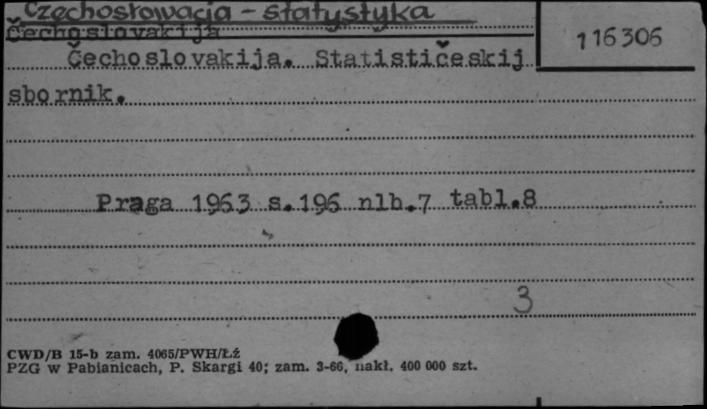 Czechosłowacja - statystyka
Čechoslovakija
116306
Čechoslovakija. Statističeskij
sbornik.
Praga 1963 s.196 nlb.7 tabl.8
3
CWD/B 15-b zam. 4065/PWH/Łź
PZG w Pabianicach, P. Skargi 40; zam. 3-66, nakł. 400 000 szt.